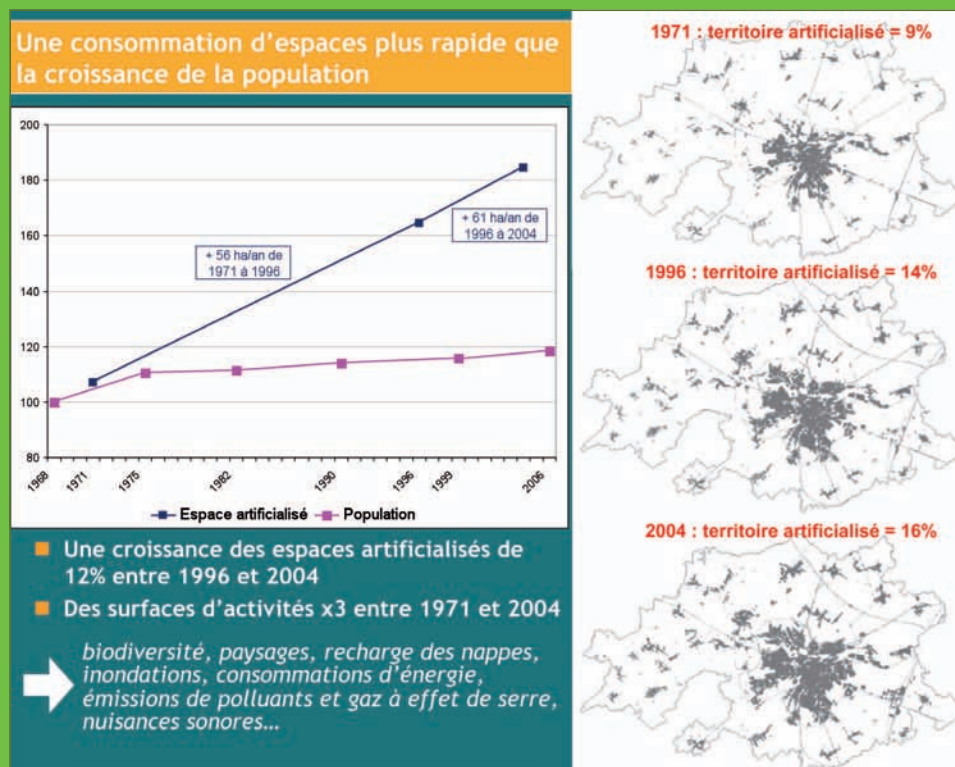 Une consommation d'espaces plus rapide que
la croissance de la population
200
180
160
140
120
100
80
+ 56 ha/an de
1971 à 1996
+ 61 ha/an de
1996 à 2004
1968
1971
1975
1982
1990
1996
1999
2006
Espace artificialisé
Population
Une croissance des espaces artificialisés de
12% entre 1996 et 2004
Des surfaces d'activités x3 entre 1971 et 2004
biodiversité, paysages, recharge des nappes,
inondations, consommations d'énergie,
émissions de polluants et gaz à effet de serre,
nuisances sonores...
1971 : territoire artificialisé = 9%
1996 : territoire artificialisé = 14%
2004 : territoire artificialisé = 16%